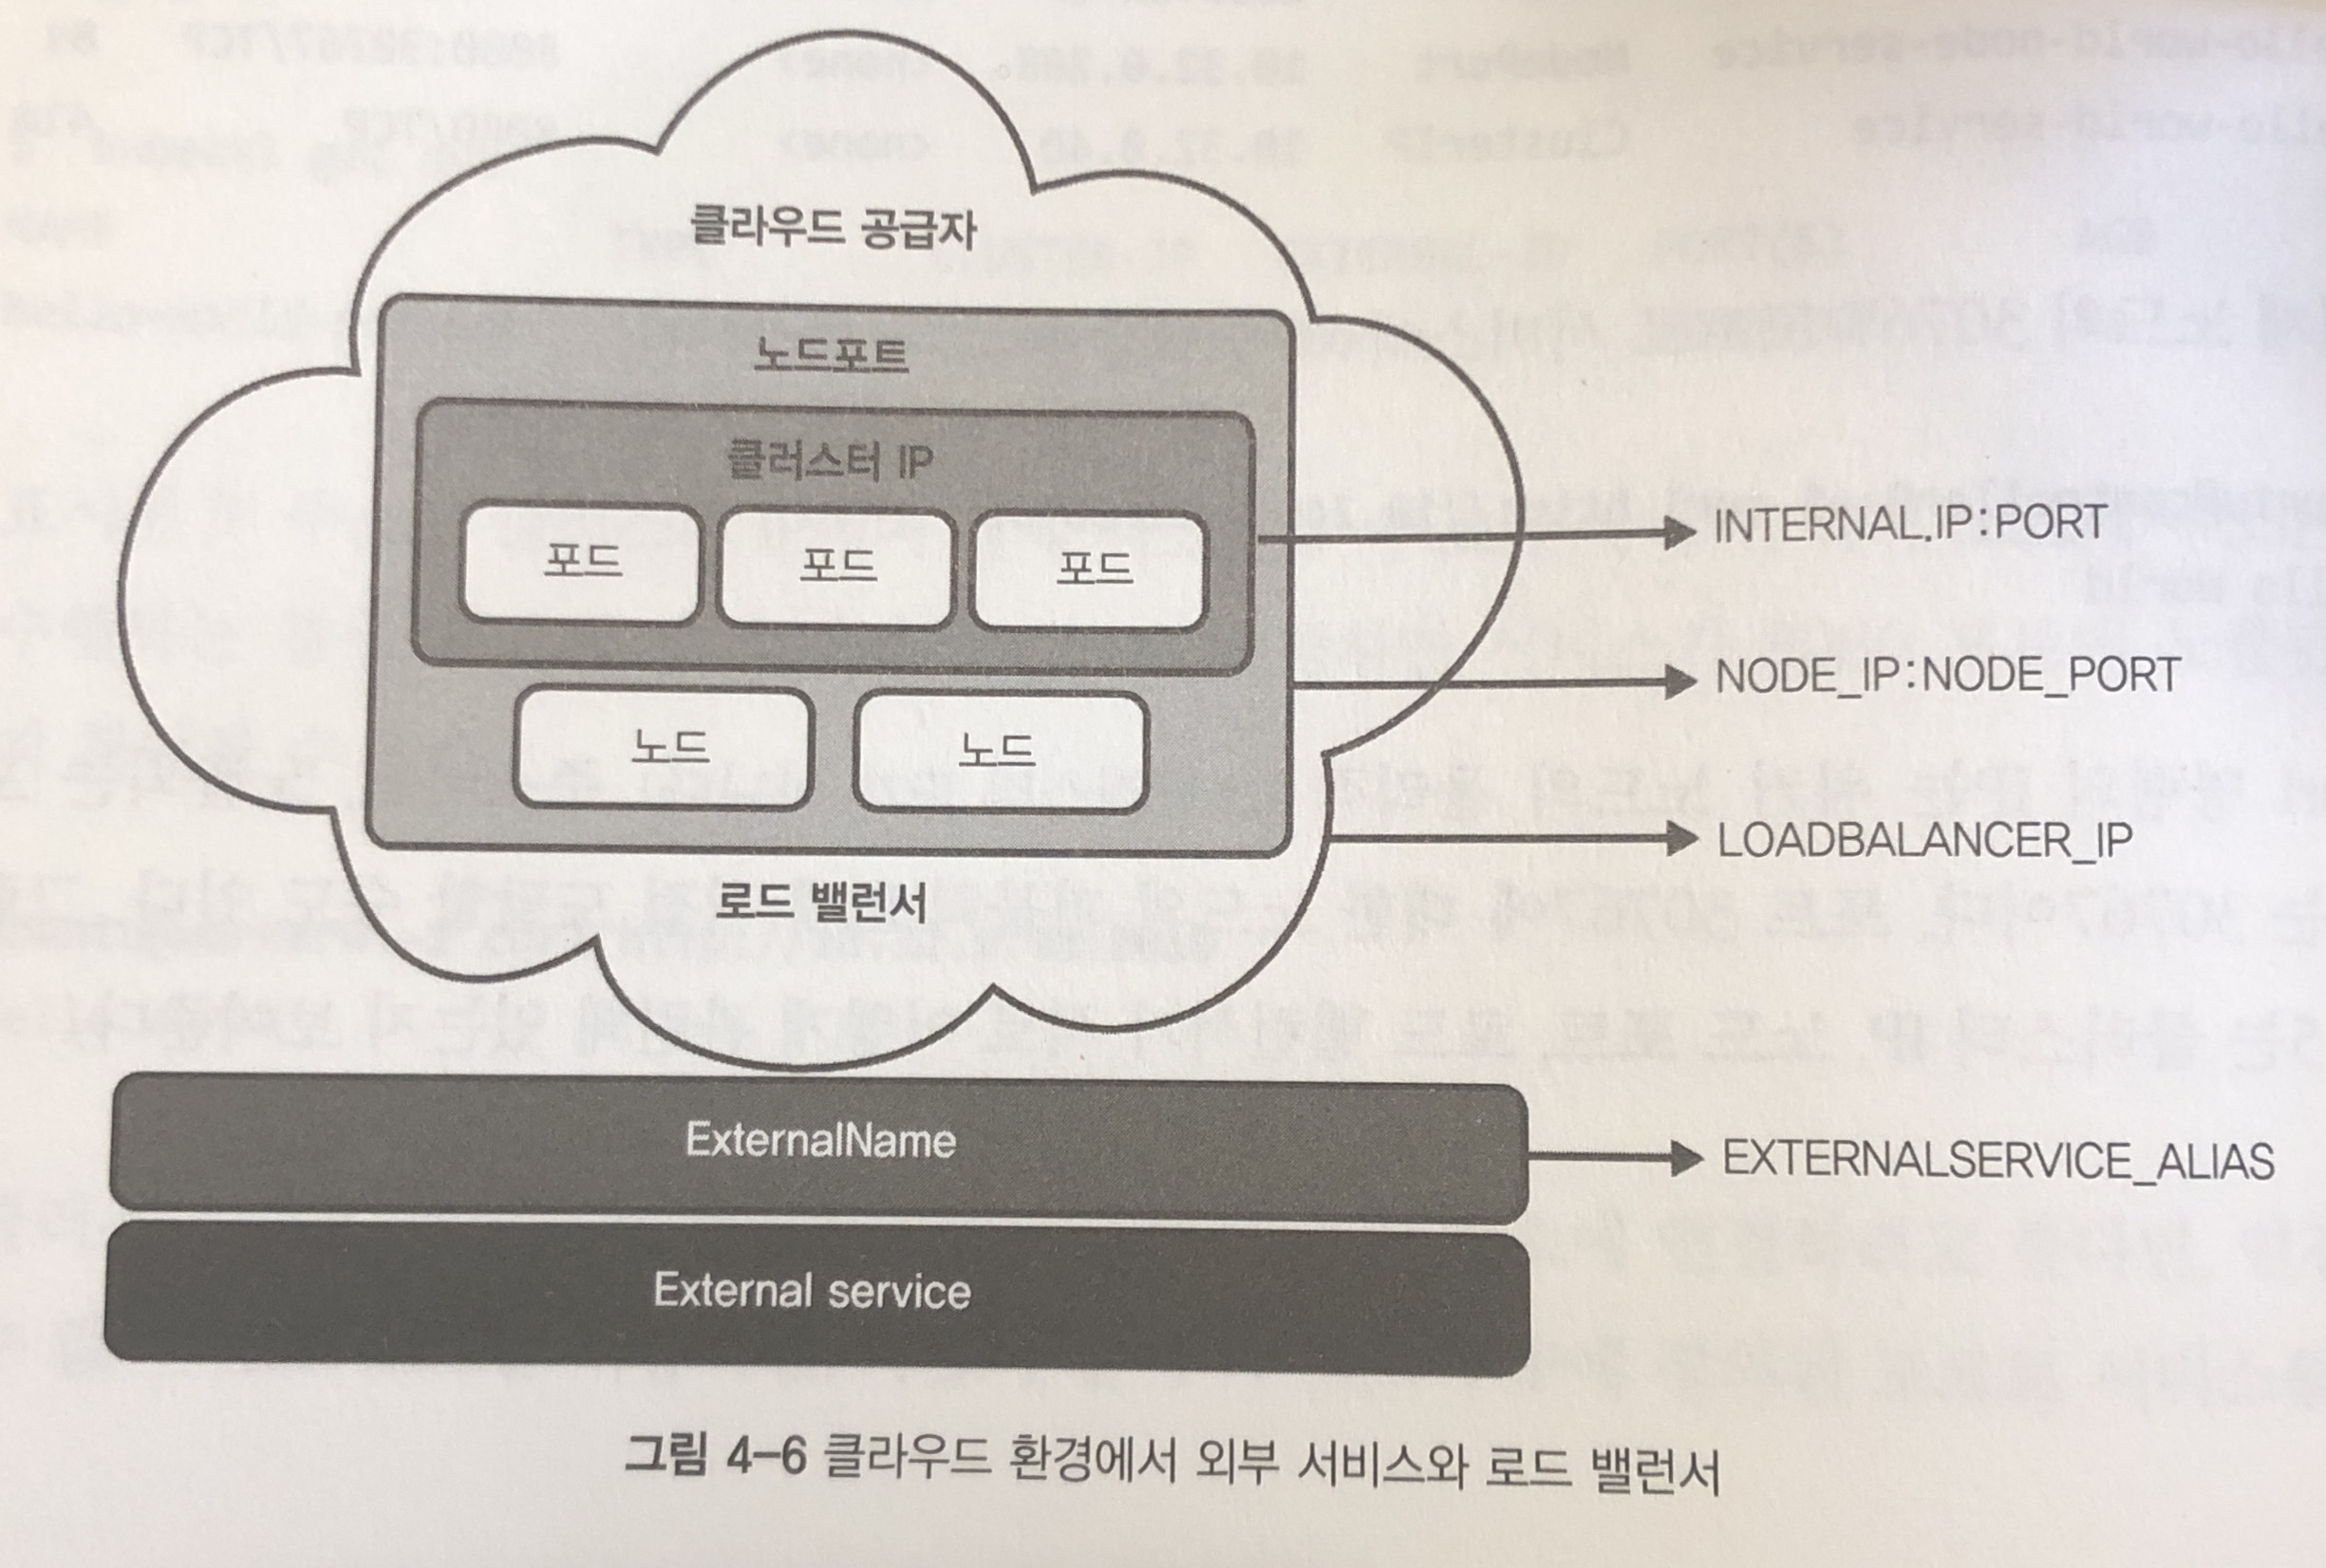 클라우드 공급자
노드포트
클러스터 IP
포드 포드 포드
노드 노드
로드 밸런서
INTERNAL.IP:PORT
NODE_IP:NODE_PORT
LOADBALANCER_IP
ExternalName
EXTERNALSERVICE_ALIAS
External service
그림 4-6 클라우드 환경에서 외부 서비스와 로드 밸런서